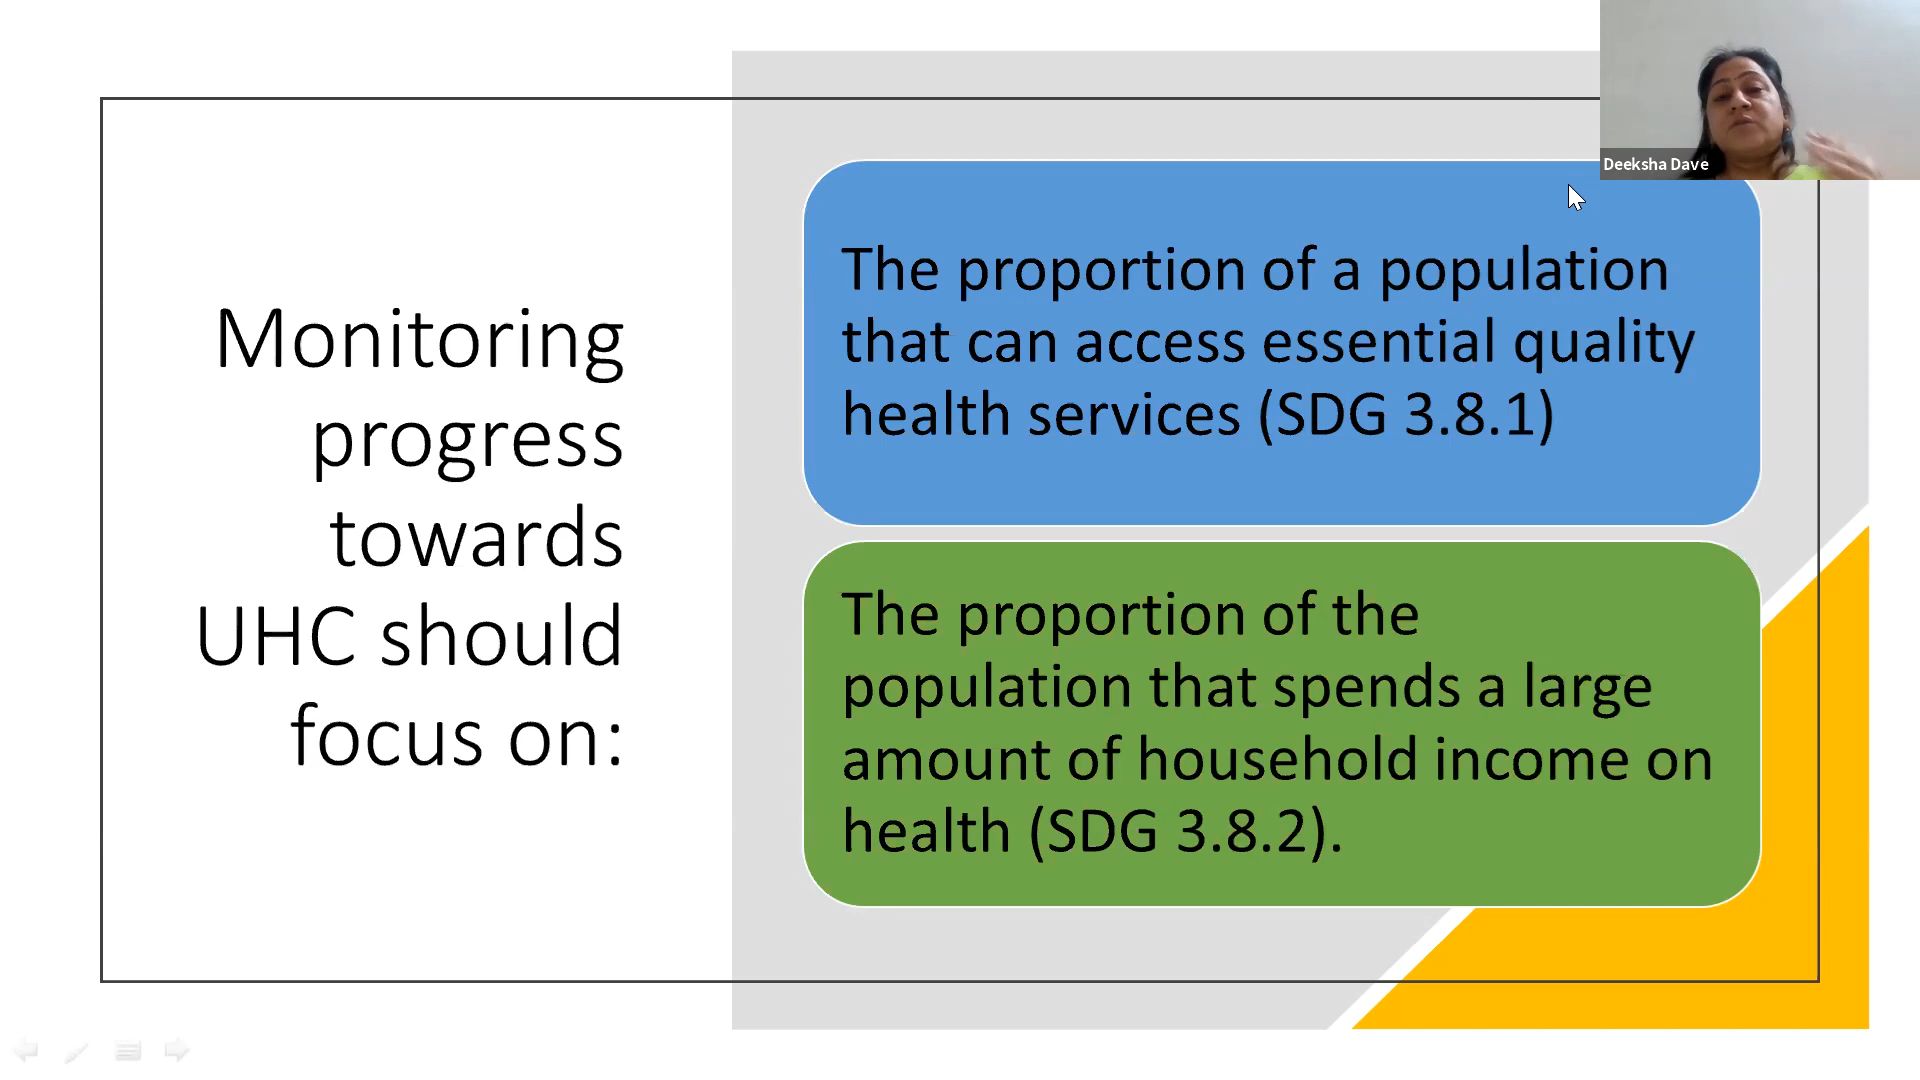 Monitoring
progress
towards
UHC should
focus on:
The proportion of a population
that can access essential quality
health services (SDG 3.8.1)
The proportion of the
population that spends a large
amount of household income on
health (SDG 3.8.2).
Deeksha Dave